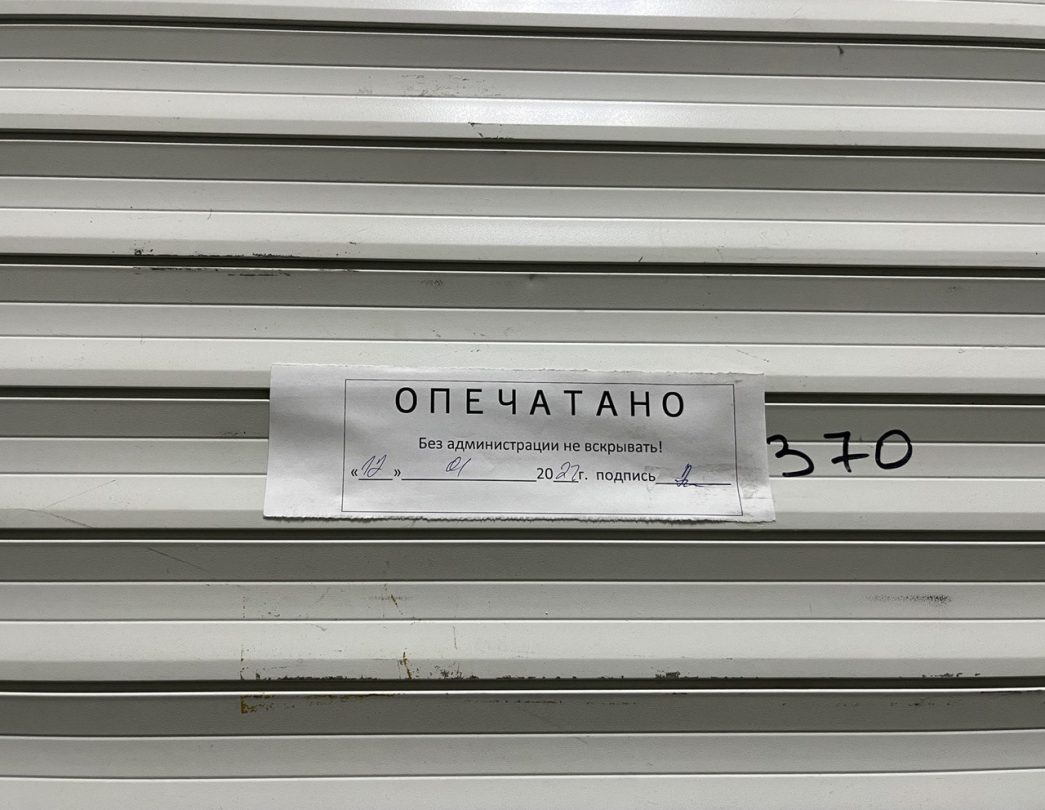 ОПЕЧАТАНО
Без администрации не вскрывать!
«12» 01 2022г. подпись
370